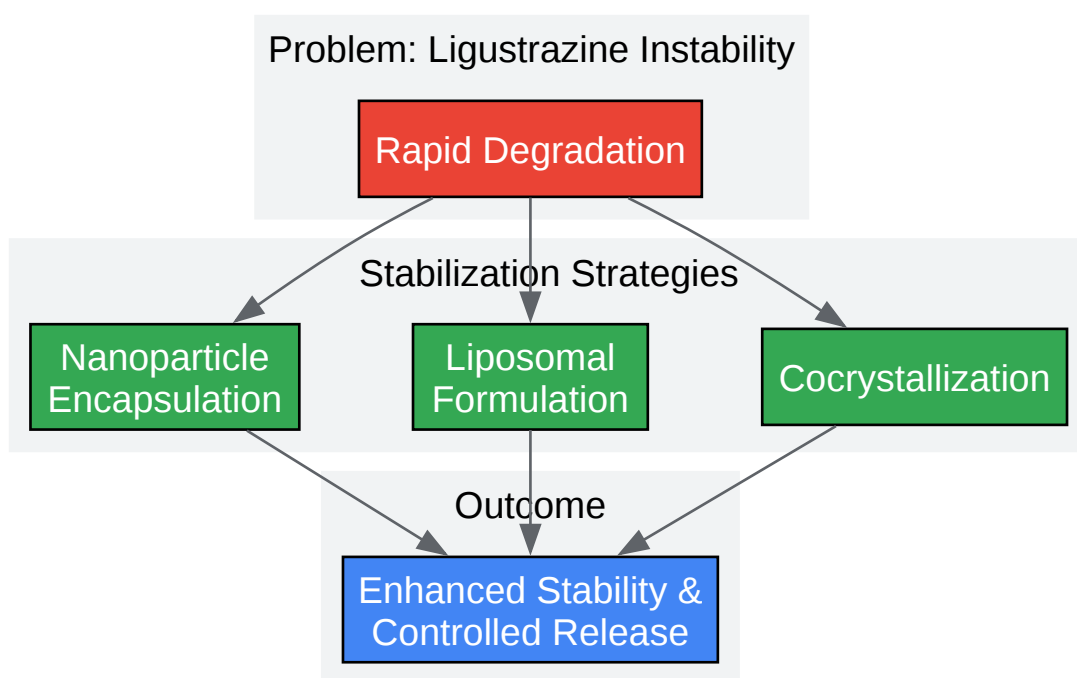 Problem: Ligustrazine Instability
Rapid Degradation
Stabilization Strategies
Nanoparticle
Encapsulation
Liposomal
Formulation
Cocrystallization
Outcome
Enhanced Stability &
Controlled Release